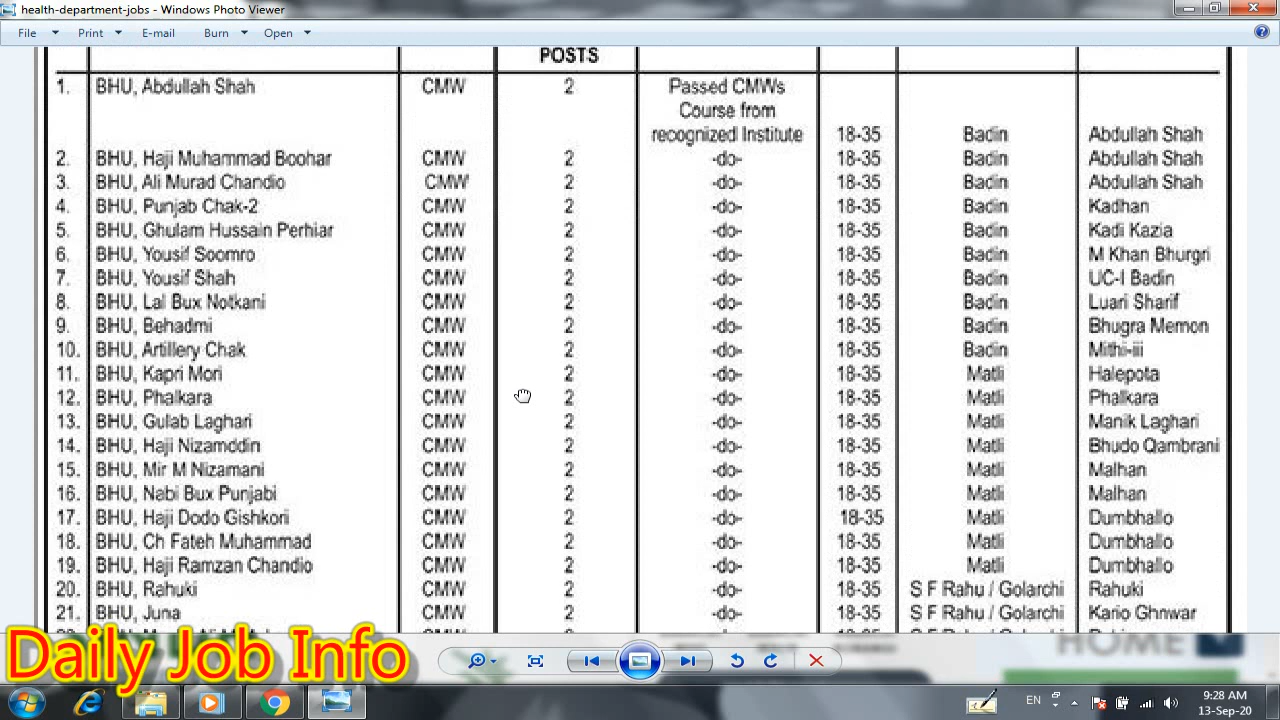 health-department-jobs - Windows Photo Viewer
File Print E-mail Burn Open
POSTS
1. BHU, Abdullah Shah CMW 2 Passed CMWs
Course from
recognized Institute 18-35 Badin Abdullah Shah
2. BHU, Haji Muhammad Boohar CMW 2 -do- 18-35 Badin Abdullah Shah
3. BHU, Ali Murad Chandio CMW 2 -do- 18-35 Badin Abdullah Shah
4. BHU, Punjab Chak-2 CMW 2 -do- 18-35 Badin Kadhan
5. BHU, Ghulam Hussain Perhiar CMW 2 -do- 18-35 Badin Kadi Kazia
6. BHU, Yousif Soomro CMW 2 -do- 18-35 Badin M Khan Bhurgri
7. BHU, Yousif Shah CMW 2 -do- 18-35 Badin UC-I Badin
8. BHU, Lal Bux Notkani CMW 2 -do- 18-35 Badin Luari Sharif
9. BHU, Behadmi CMW 2 -do- 18-35 Badin Bhugra Memon
10. BHU, Artillery Chak CMW 2 -do- 18-35 Badin Mithi-iii
11. BHU, Kapri Mori CMW 2 -do- 18-35 Matli Halepota
12. BHU, Phalkara CMW 2 -do- 18-35 Matli Phalkara
13. BHU, Gulab Laghari CMW 2 -do- 18-35 Matli Manik Laghari
14. BHU, Haji Nizamddin CMW 2 -do- 18-35 Matli Bhudo Qambrani
15. BHU, Mir M Nizamani CMW 2 -do- 18-35 Matli Malhan
16. BHU, Nabi Bux Punjabi CMW 2 -do- 18-35 Matli Malhan
17. BHU, Haji Dodo Gishkori CMW 2 -do- 18-35 Matli Dumbhallo
18. BHU, Ch Fateh Muhammad CMW 2 -do- 18-35 Matli Dumbhallo
19. BHU, Haji Ramzan Chandio CMW 2 -do- 18-35 Matli Dumbhallo
20. BHU, Rahuki CMW 2 -do- 18-35 S F Rahu / Golarchi Rahuki
21. BHU, Juna CMW 2 -do- 18-35 S F Rahu / Golarchi Kario Ghnwar
Daily Job Info
EN
9:28 AM
13-Sep-20